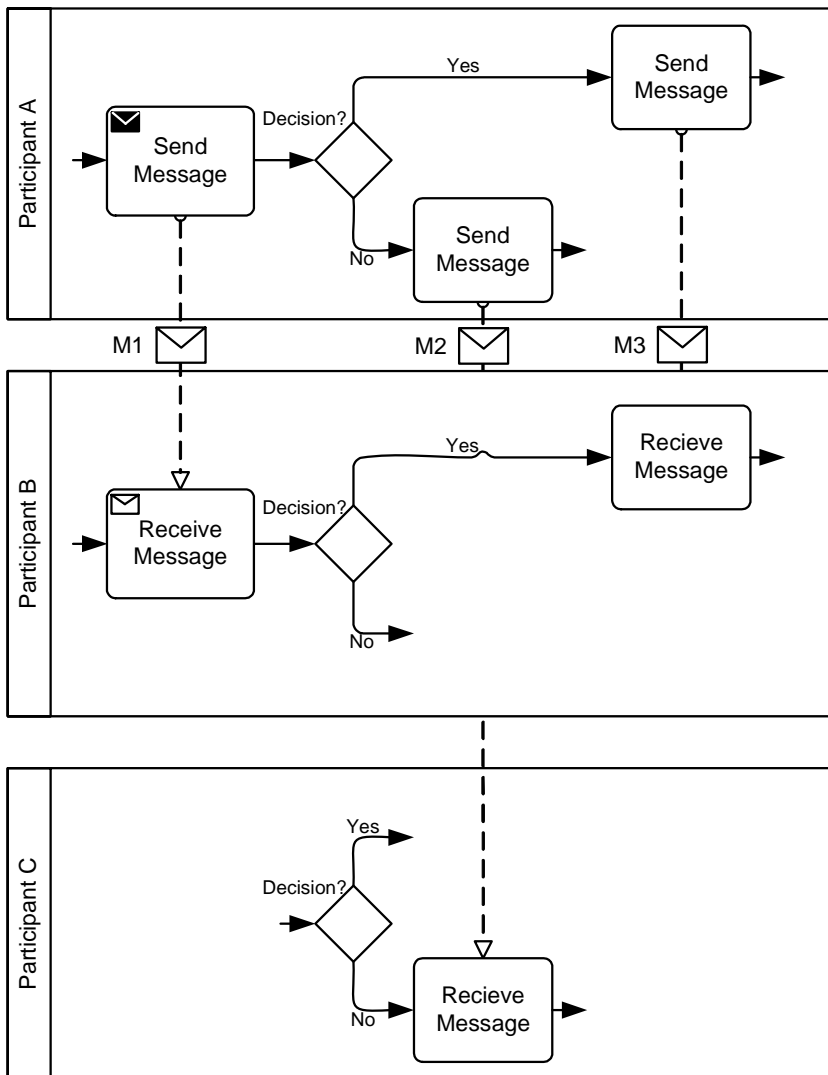 Participant A
Send
Message
Decision?
Yes
Send
Message
No
Send
Message
M1
M2
M3
Participant B
Receive
Message
Decision?
Yes
Recieve
Message
No
Participant C
Yes
Decision?
No
Recieve
Message